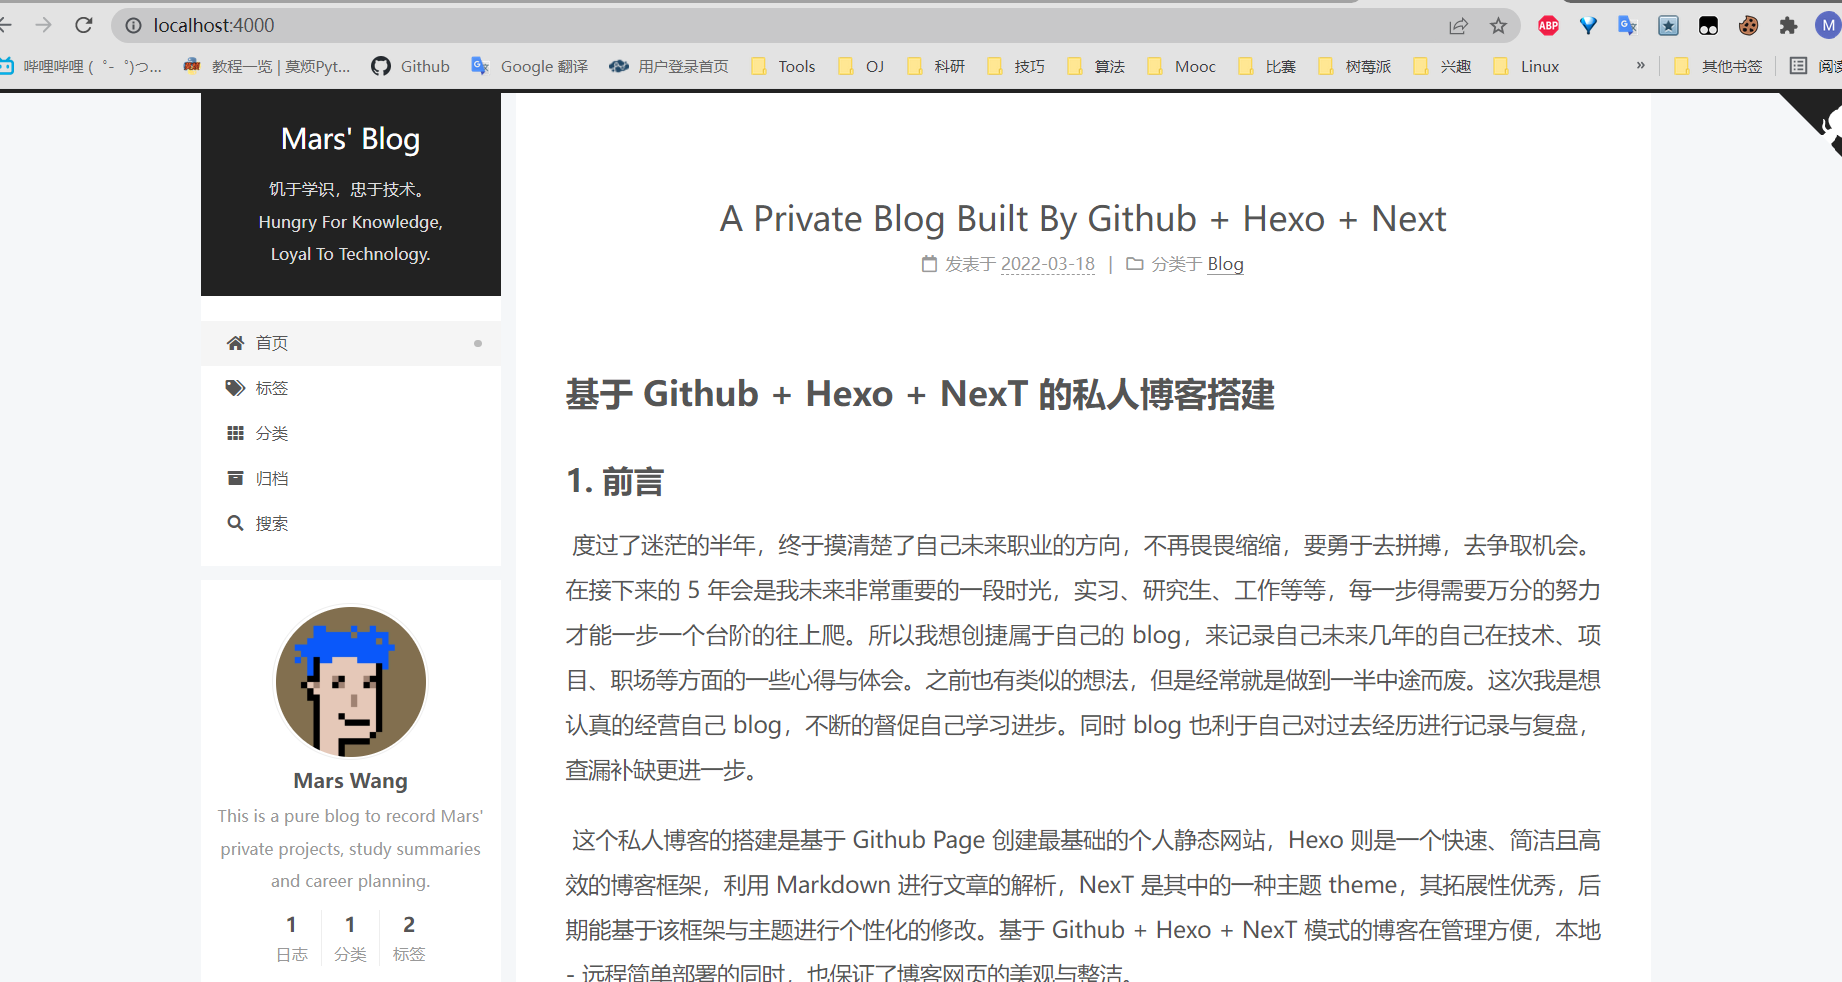 localhost:4000
ABP
M
哔哩哔哩 (゜-゜)つ...
教程一览 | 莫烦Pyt...
Github
Google 翻译
用户登录首页
Tools
OJ
科研
技巧
算法
Mooc
比赛
树莓派
兴趣
Linux
»
其他书签
阅
Mars' Blog
饥于学识，忠于技术。
Hungry For Knowledge,
Loyal To Technology.
首页
标签
分类
归档
搜索
Mars Wang
This is a pure blog to record Mars'
private projects, study summaries
and career planning.
1 1 2
日志 分类 标签
A Private Blog Built By Github + Hexo + Next
发表于 2022-03-18 | 分类于 Blog
基于 Github + Hexo + NexT 的私人博客搭建
1. 前言
度过了迷茫的半年，终于摸清楚了自己未来职业的方向，不再畏畏缩缩，要勇于去拼搏，去争取机会。
在接下来的 5 年会是我未来非常重要的一段时光，实习、研究生、工作等等，每一步得需要万分的努力
才能一步一个台阶的往上爬。所以我想创捷属于自己的 blog，来记录自己未来几年的自己在技术、项
目、职场等方面的一些心得与体会。之前也有类似的想法，但是经常就是做到一半中途而废。这次我是想
认真的经营自己 blog，不断的督促自己学习进步。同时 blog 也利于自己对过去经历进行记录与复盘，
查漏补缺更进一步。
这个私人博客的搭建是基于 Github Page 创建最基础的个人静态网站，Hexo 则是一个快速、简洁且高
效的博客框架，利用 Markdown 进行文章的解析，NexT 是其中的一种主题 theme，其拓展性优秀，后
期能基于该框架与主题进行个性化的修改。基于 Github + Hexo + NexT 模式的博客在管理方便，本地
- 远程简单部署的同时，也保证了博客网页的美观与整洁。